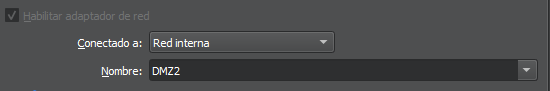 Habilitar adaptador de red
Conectado a: Red interna
Nombre: DMZ2